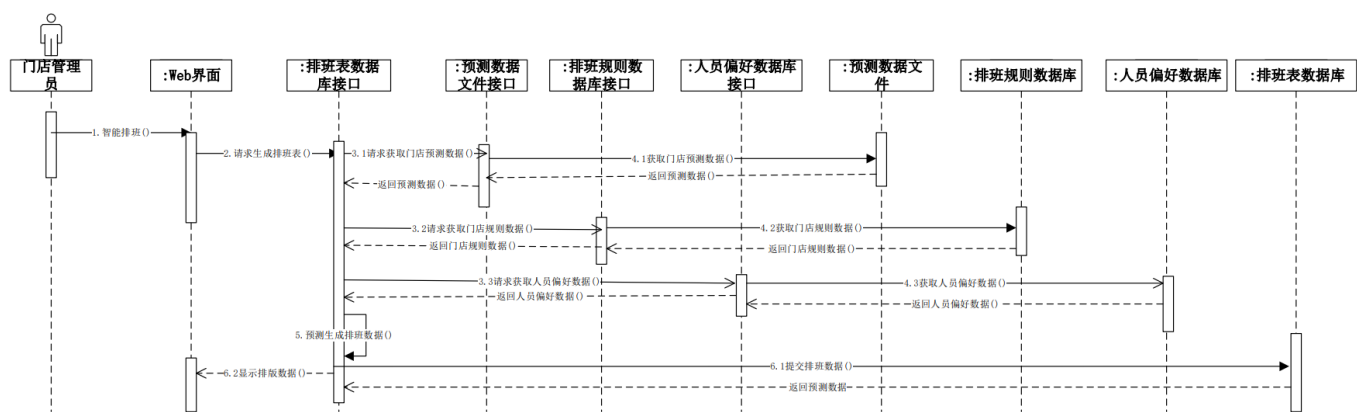 门店管理
员
:Web界面
:排班表数据
库接口
:预测数据
文件接口
:排班规则数
据库接口
:人员偏好数据库
接口
:预测数据文
件
:排班规则数据库
:人员偏好数据库
:排班表数据库
1.智能排班()
2.请求生成排班表()
3.1请求获取门店预测数据()
4.1获取门店预测数据()
返回预测数据()
返回预测数据()
3.2请求获取门店规则数据()
4.2获取门店规则数据()
返回门店规则数据()
返回门店规则数据()
3.3请求获取人员偏好数据()
4.3获取人员偏好数据()
返回人员偏好数据()
返回人员偏好数据()
5.预测生成排班数据()
6.1提交排班数据()
6.2显示排版数据()
返回预测数据